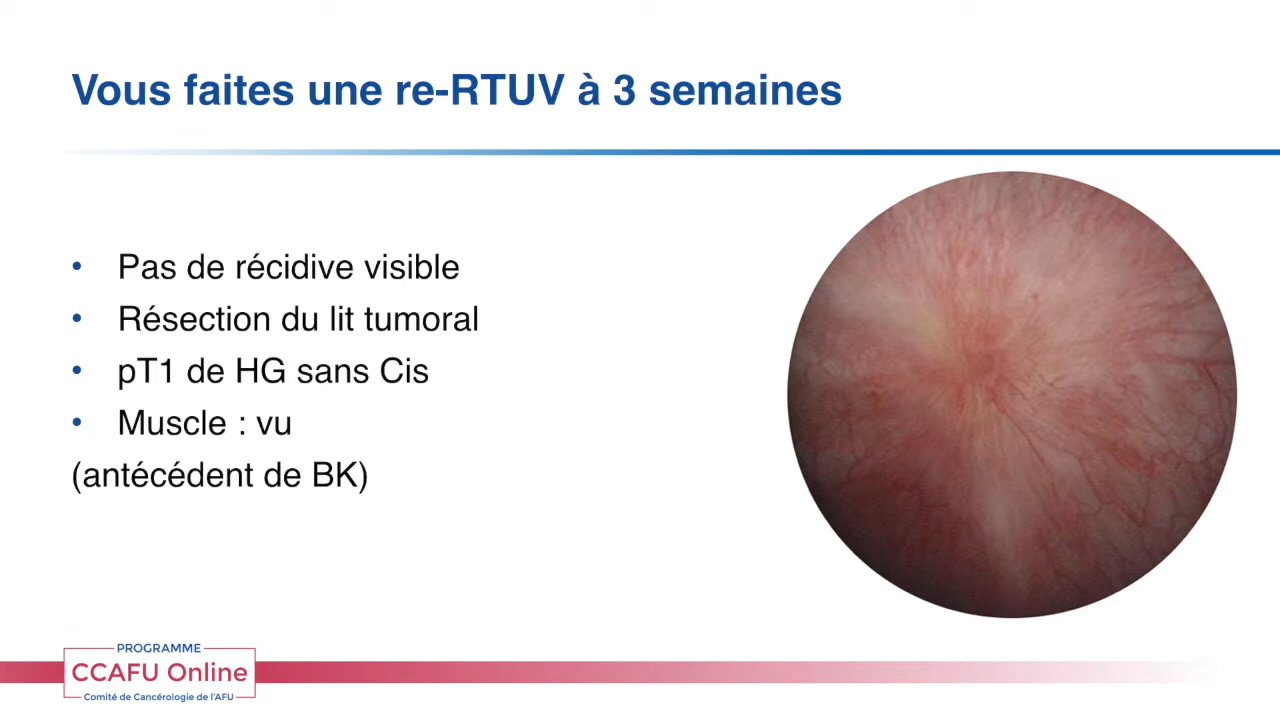 Vous faites une re-RTUV à 3 semaines
• Pas de récidive visible
• Résection du lit tumoral
• pT1 de HG sans Cis
• Muscle : vu
(antécédent de BK)
PROGRAMME
CCAFU Online
Comité de Cancérologie de l'AFU